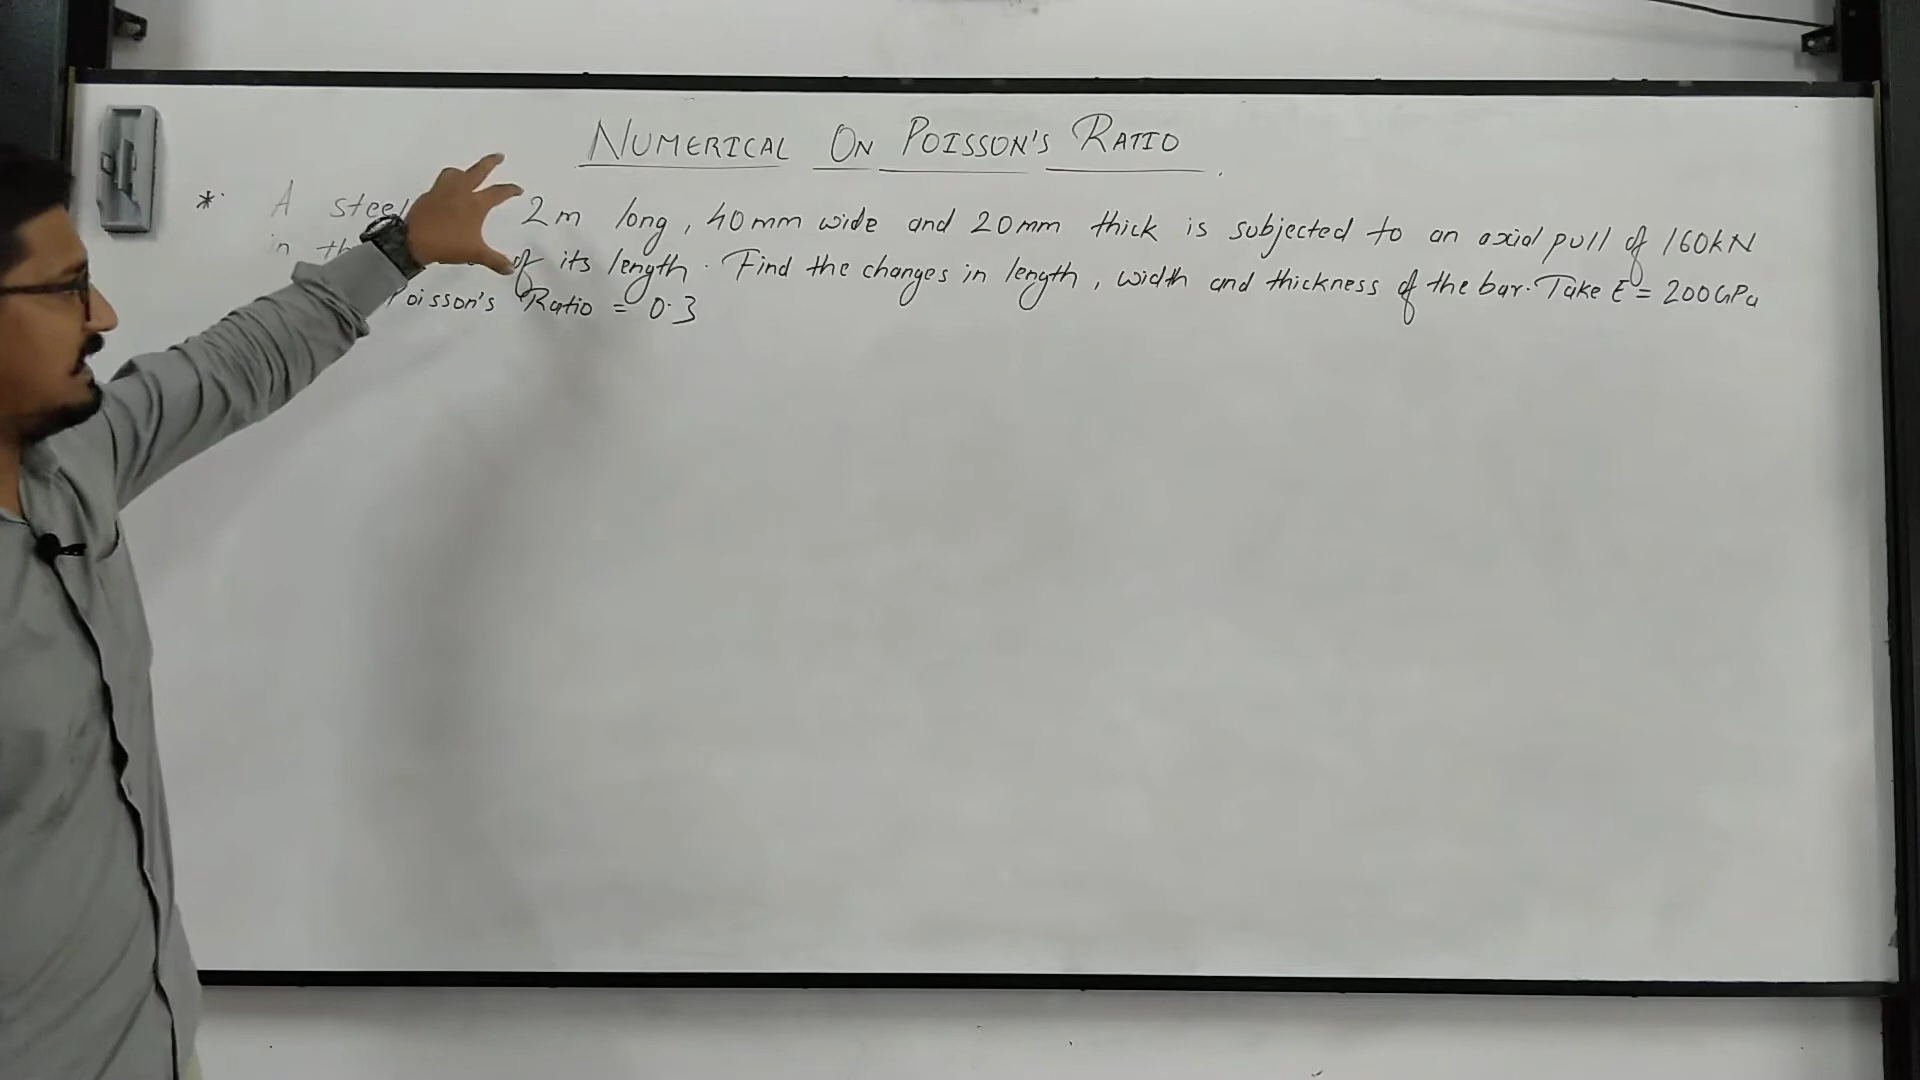 NUMERICAL ON POISSON'S RATIO
* A steel 2m long, 40mm wide and 20mm thick is subjected to an axial pull of 160kN
in of its length. Find the changes in length, width and thickness of the bar. Take E = 200GPa
Poisson's Ratio = 0.3